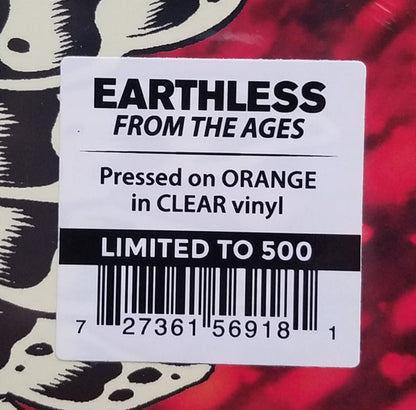 EARTHLESS
FROM THE AGES
Pressed on ORANGE
in CLEAR vinyl
LIMITED TO 500
7 27361 56918 1